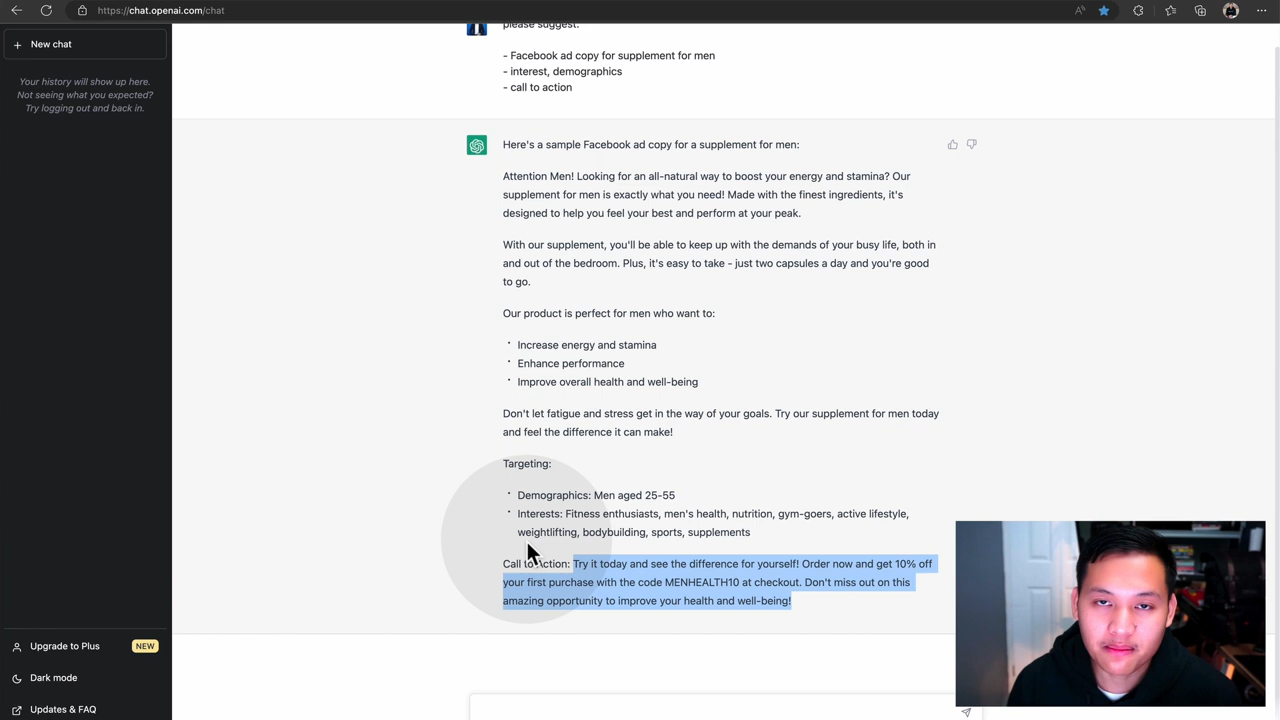 https://chat.openai.com/chat
New chat
Your history will show up here.
Not seeing what you expected?
Try logging out and back in.
please suggest.
- Facebook ad copy for supplement for men
- interest, demographics
- call to action
Here's a sample Facebook ad copy for a supplement for men:
Attention Men! Looking for an all-natural way to boost your energy and stamina? Our
supplement for men is exactly what you need! Made with the finest ingredients, it's
designed to help you feel your best and perform at your peak.
With our supplement, you'll be able to keep up with the demands of your busy life, both in
and out of the bedroom. Plus, it's easy to take - just two capsules a day and you're good
to go.
Our product is perfect for men who want to:
Increase energy and stamina
Enhance performance
Improve overall health and well-being
Don't let fatigue and stress get in the way of your goals. Try our supplement for men today
and feel the difference it can make!
Targeting:
Demographics: Men aged 25-55
Interests: Fitness enthusiasts, men's health, nutrition, gym-goers, active lifestyle,
weightlifting, bodybuilding, sports, supplements
Call to Action: Try it today and see the difference for yourself! Order now and get 10% off
your first purchase with the code MENHEALTH10 at checkout. Don't miss out on this
amazing opportunity to improve your health and well-being!
Upgrade to Plus NEW
Dark mode
Updates & FAQ